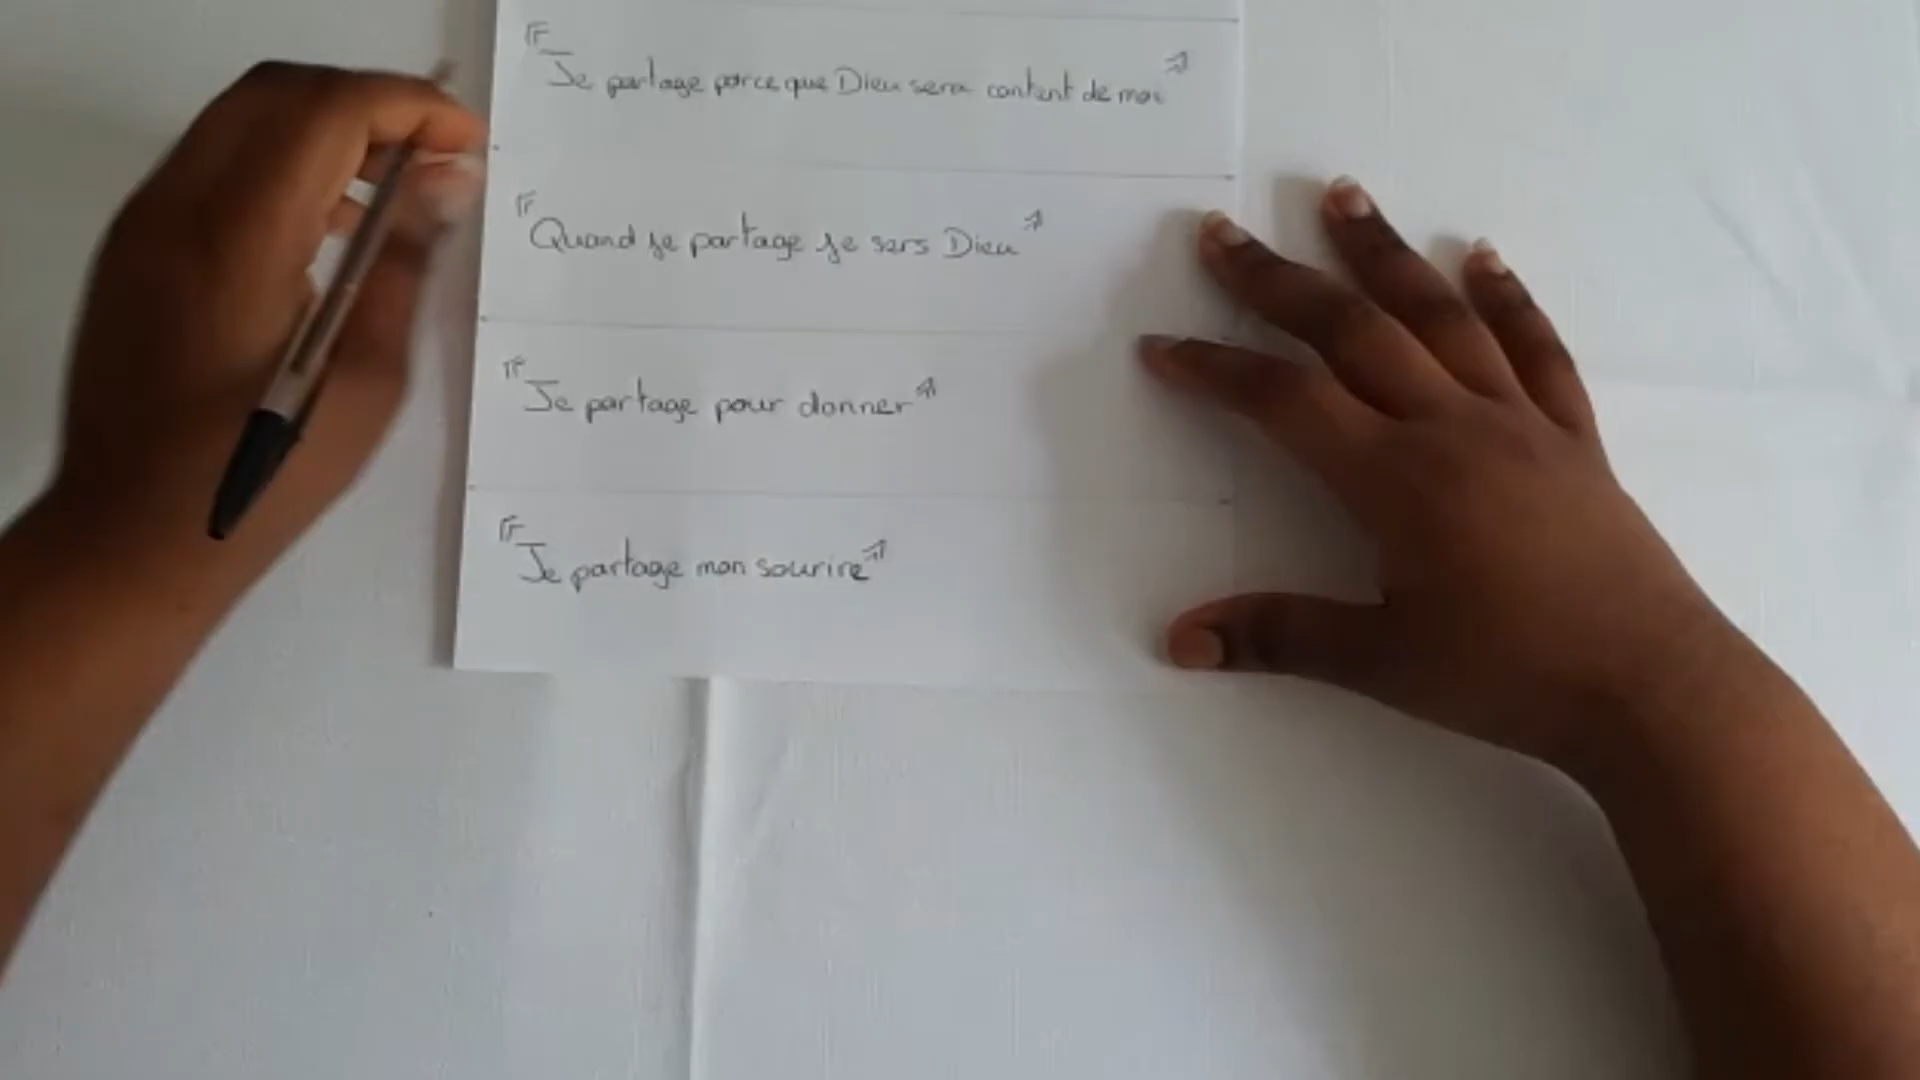 "Je partage parce que Dieu sera content de moi"
"Quand je partage je sers Dieu"
"Je partage pour donner"
"Je partage mon sourire"